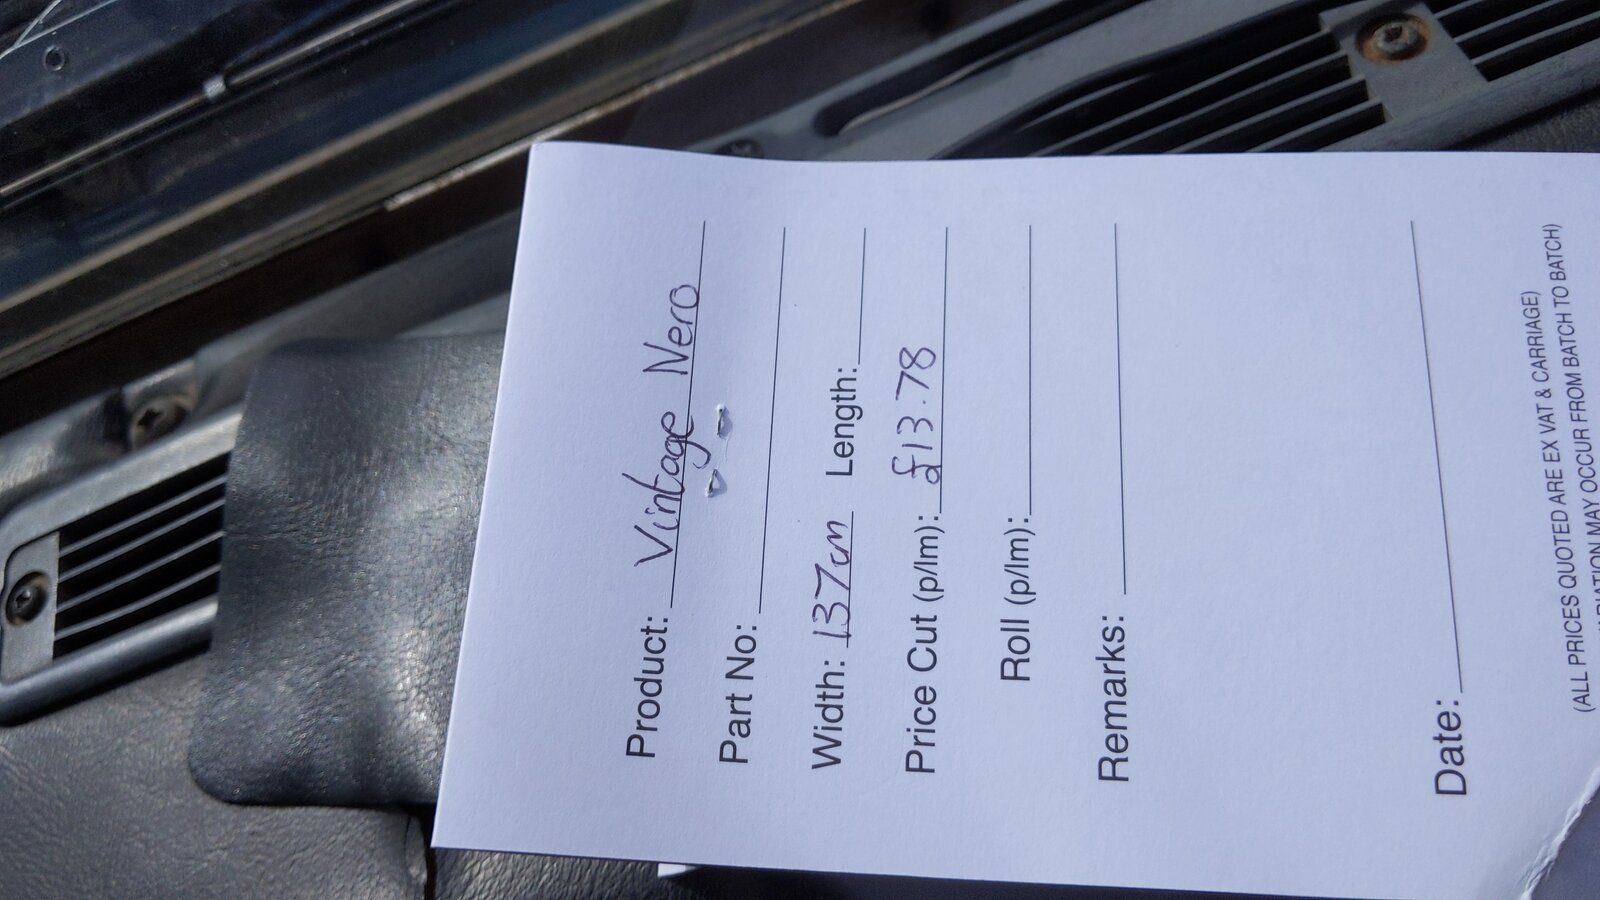 Product: Vintage Nero
Part No:
Width: 137cm Length:
Price Cut (p/lm): £13.78
Roll (p/lm):
Remarks:
Date:
(ALL PRICES QUOTED ARE EX VAT & CARRIAGE)
MAY OCCUR FROM BATCH TO BATCH)